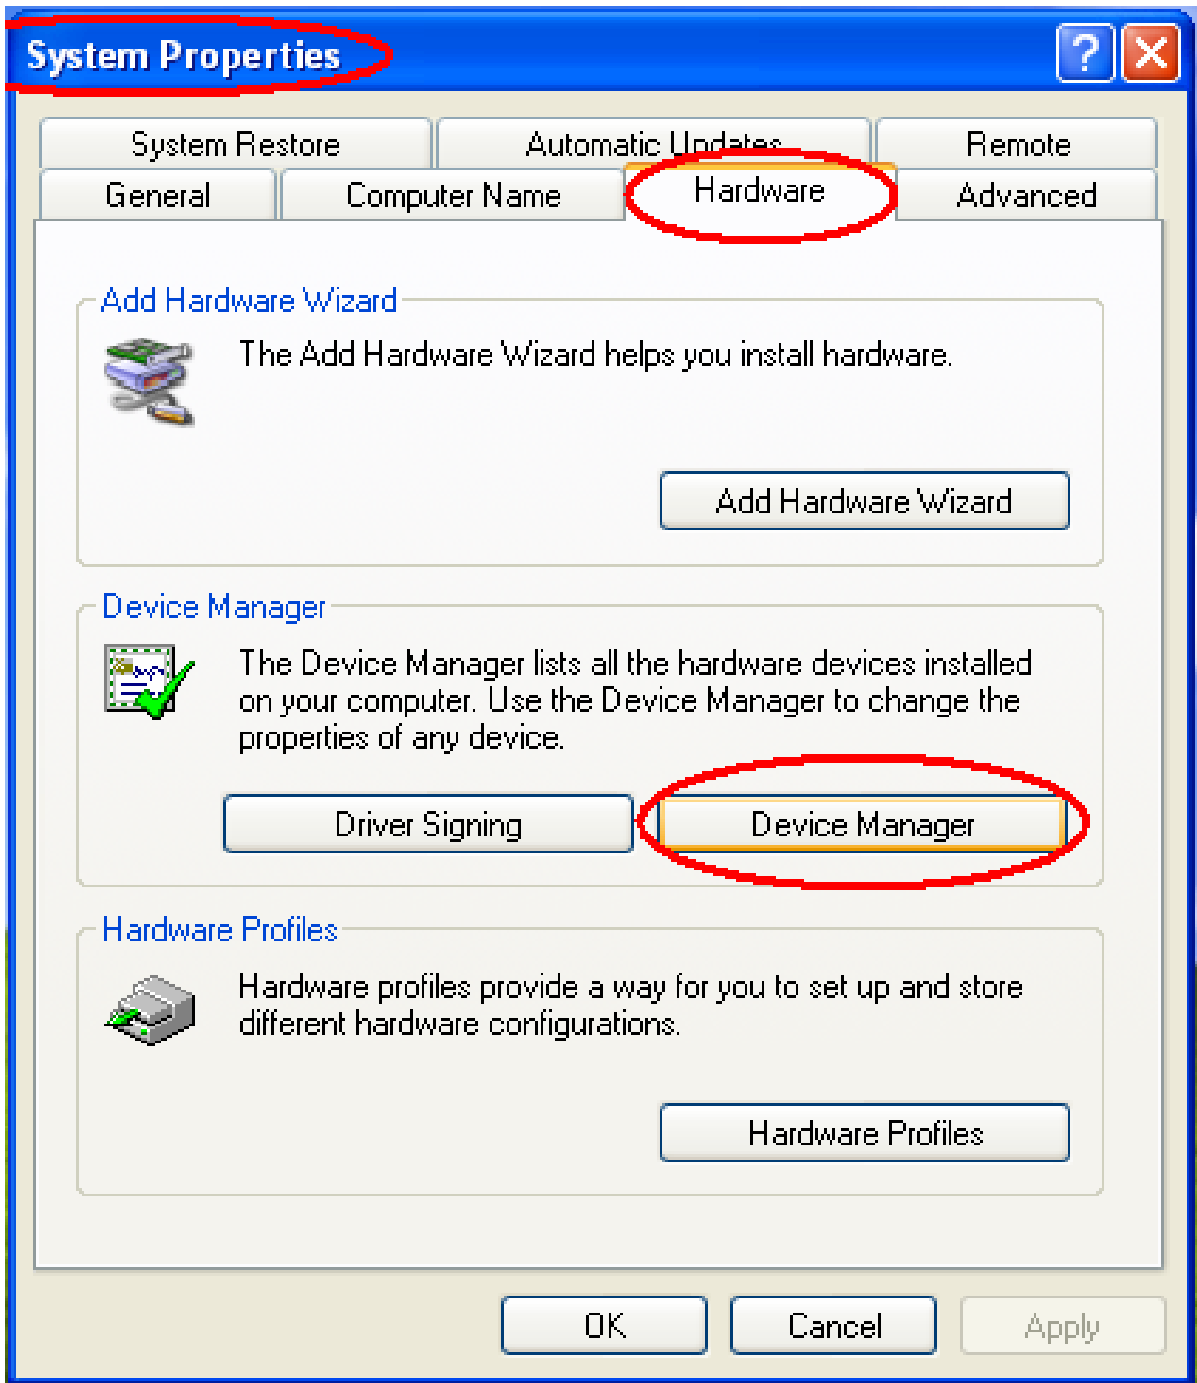 System Properties
System Restore
Automatic Updates
Remote
General
Computer Name
Hardware
Advanced
Add Hardware Wizard
The Add Hardware Wizard helps you install hardware.
Add Hardware Wizard
Device Manager
The Device Manager lists all the hardware devices installed
on your computer. Use the Device Manager to change the
properties of any device.
Driver Signing
Device Manager
Hardware Profiles
Hardware profiles provide a way for you to set up and store
different hardware configurations.
Hardware Profiles
OK
Cancel
Apply